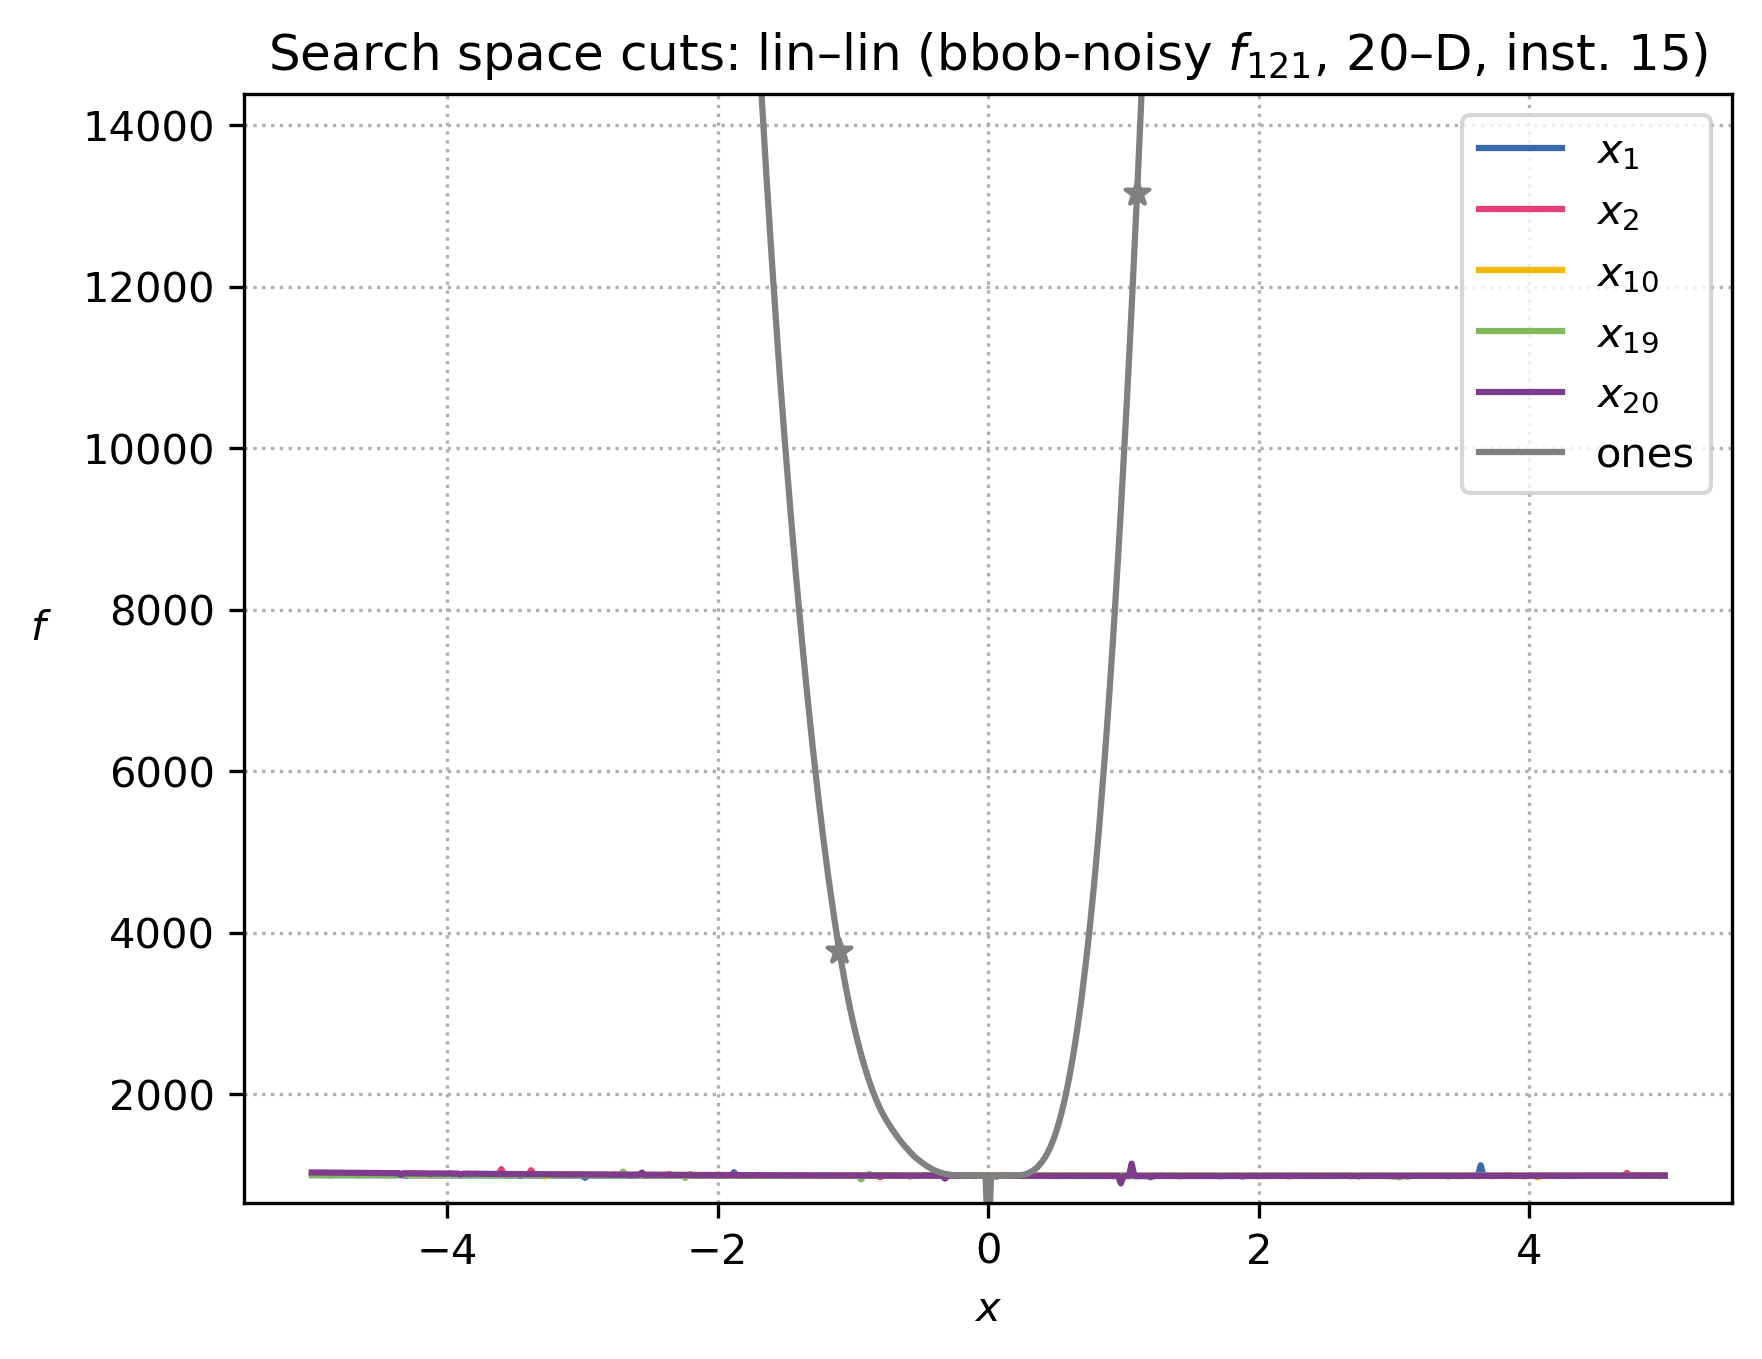 Search space cuts: lin–lin (bbob-noisy f₁₂₁, 20–D, inst. 15)
14000
12000
10000
8000
6000
4000
2000
f
−4
−2
0
2
4
x
x₁
x₂
x₁₀
x₁₉
x₂₀
ones